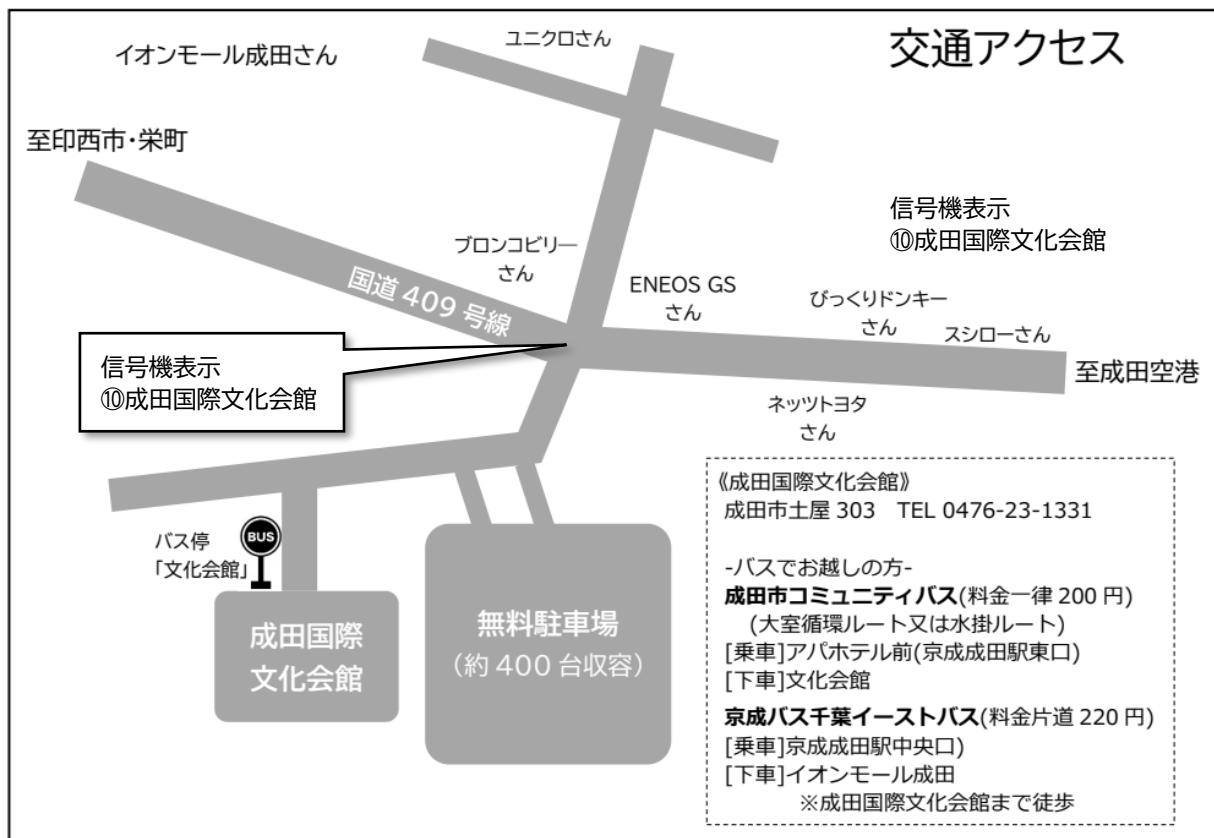 交通アクセス
ユニクロさん
イオンモール成田さん
至印西市・栄町
信号機表示
⑩成田国際文化会館
ブロンコビリー
さん
国道 409 号線
ENEOS GS
さん
びっくりドンキー
さん
スシローさん
至成田空港
信号機表示
⑩成田国際文化会館
ネッツトヨタ
さん
バス停
「文化会館」
BUS
成田国際
文化会館
無料駐車場
(約 400 台収容)
《成田国際文化会館》
成田市土屋 303 TEL 0476-23-1331
-バスでお越しの方-
成田市コミュニティバス(料金一律 200 円)
(大室循環ルート又は水掛ルート)
[乗車]アパホテル前(京成成田駅東口)
[下車]文化会館
京成バス千葉イーストバス(料金片道 220 円)
[乗車]京成成田駅中央口)
[下車]イオンモール成田
※成田国際文化会館まで徒歩